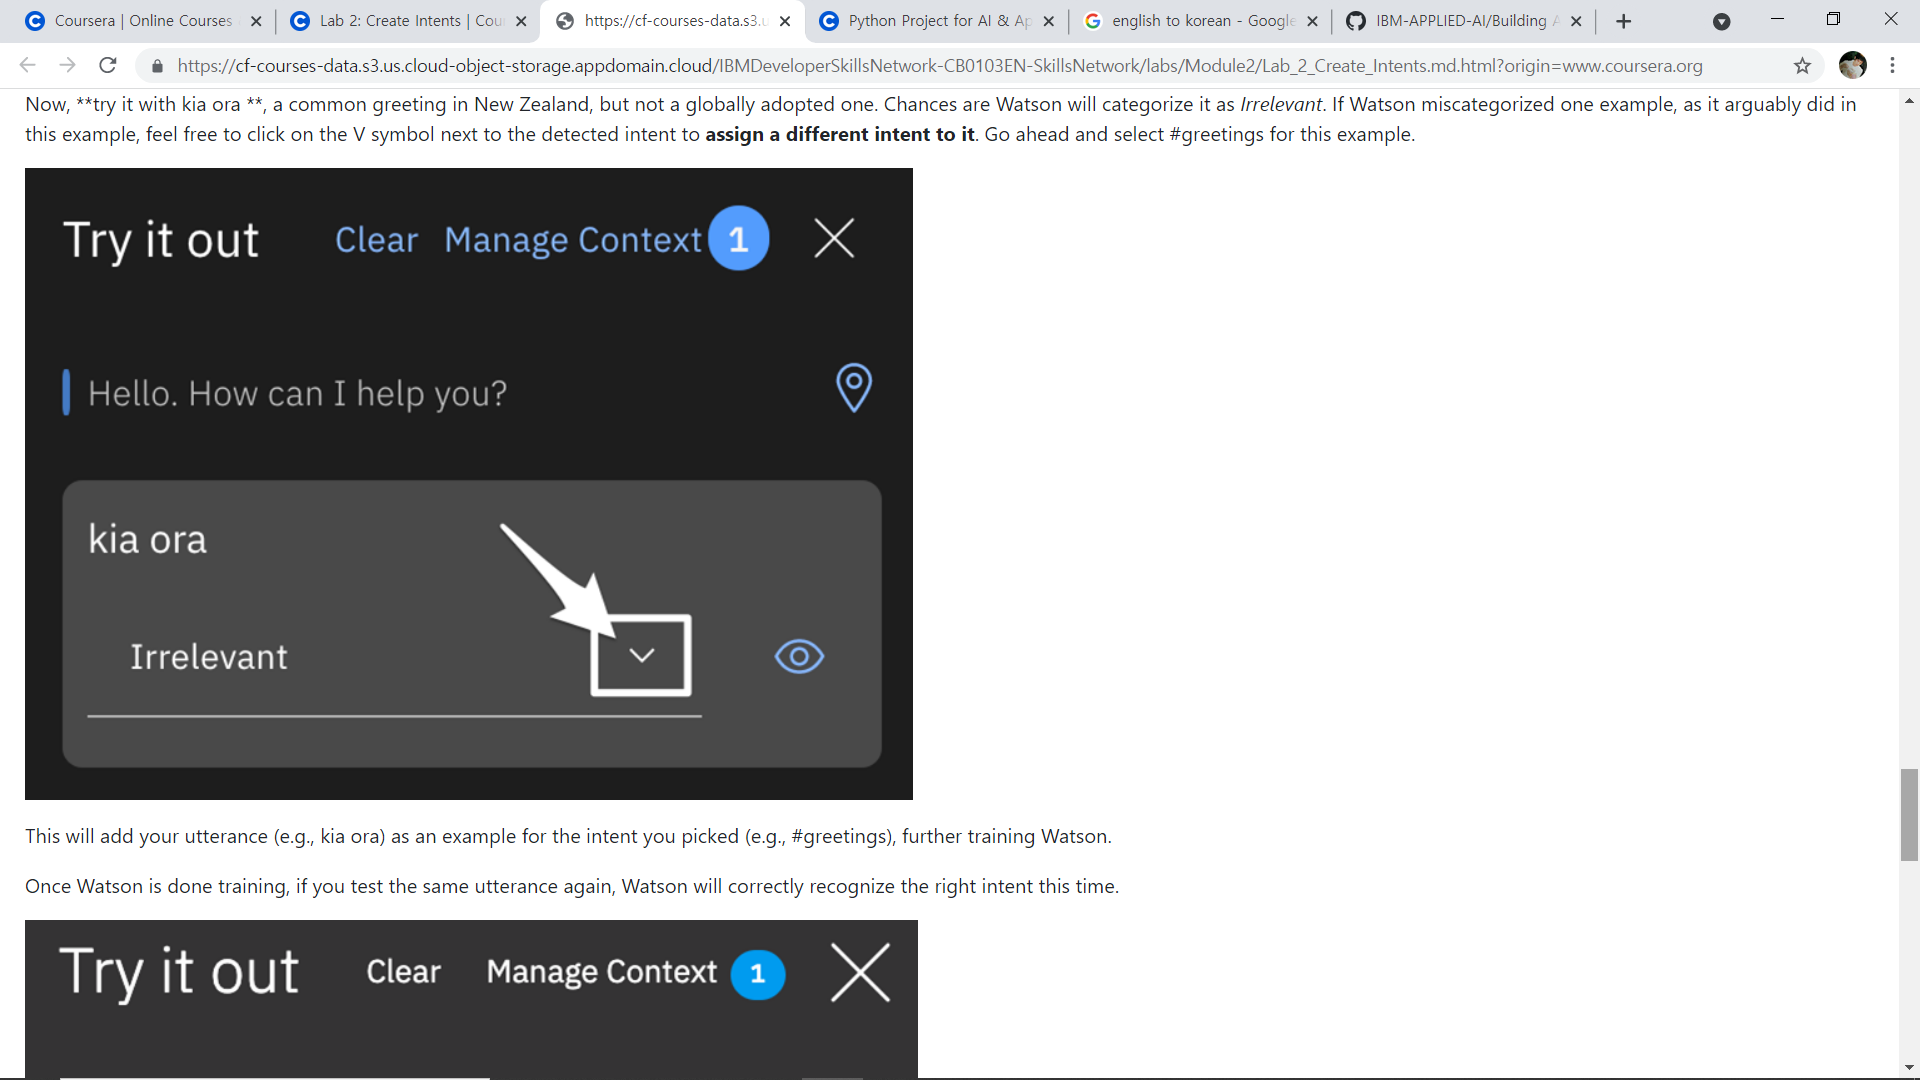 Coursera | Online Courses
Lab 2: Create Intents | Cou
https://cf-courses-data.s3.u
Python Project for AI & Ap
english to korean - Google
IBM-APPLIED-AI/Building A
https://cf-courses-data.s3.us.cloud-object-storage.appdomain.cloud/IBMDeveloperSkillsNetwork-CB0103EN-SkillsNetwork/labs/Module2/Lab_2_Create_Intents.md.html?origin=www.coursera.org
Now, **try it with kia ora **, a common greeting in New Zealand, but not a globally adopted one. Chances are Watson will categorize it as Irrelevant. If Watson miscategorized one example, as it arguably did in
this example, feel free to click on the V symbol next to the detected intent to assign a different intent to it. Go ahead and select #greetings for this example.
Try it out Clear Manage Context 1
Hello. How can I help you?
kia ora
Irrelevant
This will add your utterance (e.g., kia ora) as an example for the intent you picked (e.g., #greetings), further training Watson.
Once Watson is done training, if you test the same utterance again, Watson will correctly recognize the right intent this time.
Try it out Clear Manage Context 1